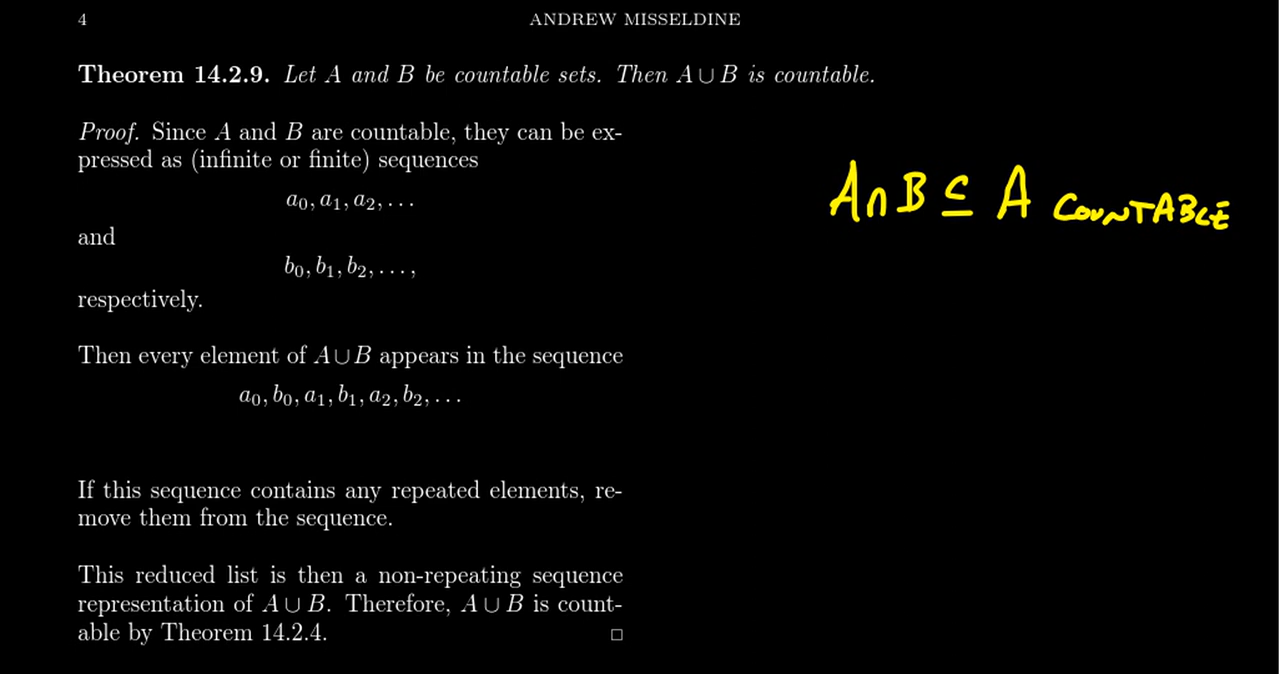 4
ANDREW MISSELDINE
Theorem 14.2.9. Let A and B be countable sets. Then A ∪ B is countable.
Proof. Since A and B are countable, they can be ex-
pressed as (infinite or finite) sequences
a₀, a₁, a₂, . . .
A ∩ B ⊆ A COUNTABLE
and
b₀, b₁, b₂, . . . ,
respectively.
Then every element of A ∪ B appears in the sequence
a₀, b₀, a₁, b₁, a₂, b₂, . . .
If this sequence contains any repeated elements, re-
move them from the sequence.
This reduced list is then a non-repeating sequence
representation of A ∪ B. Therefore, A ∪ B is count-
able by Theorem 14.2.4. □